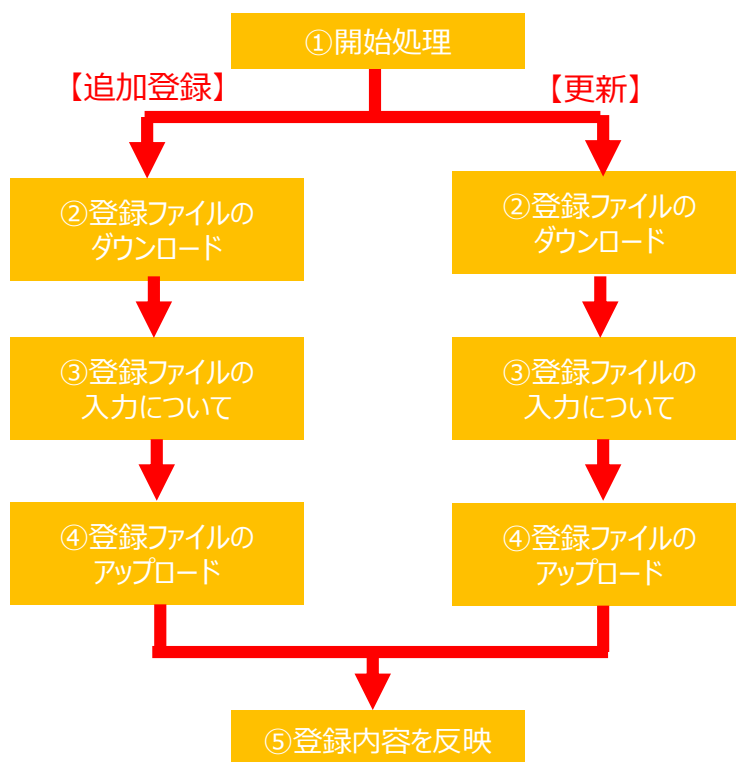 ①開始処理
【追加登録】
【更新】
②登録ファイルの
ダウンロード
②登録ファイルの
ダウンロード
③登録ファイルの
入力について
③登録ファイルの
入力について
④登録ファイルの
アップロード
④登録ファイルの
アップロード
⑤登録内容を反映